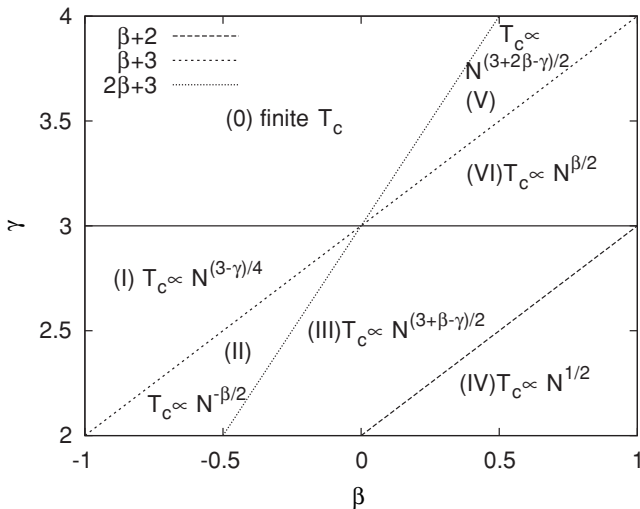 4
3.5
3
2.5
2
γ
β+2
β+3
2β+3
(0) finite T_c
T_c∝
N^(3+2β-γ)/2
(V)
(VI)T_c∝ N^β/2
(I) T_c∝ N^(3-γ)/4
(II)
T_c∝ N^-β/2
(III)T_c∝ N^(3+β-γ)/2
(IV)T_c∝ N^1/2
-1
-0.5
0
0.5
1
β